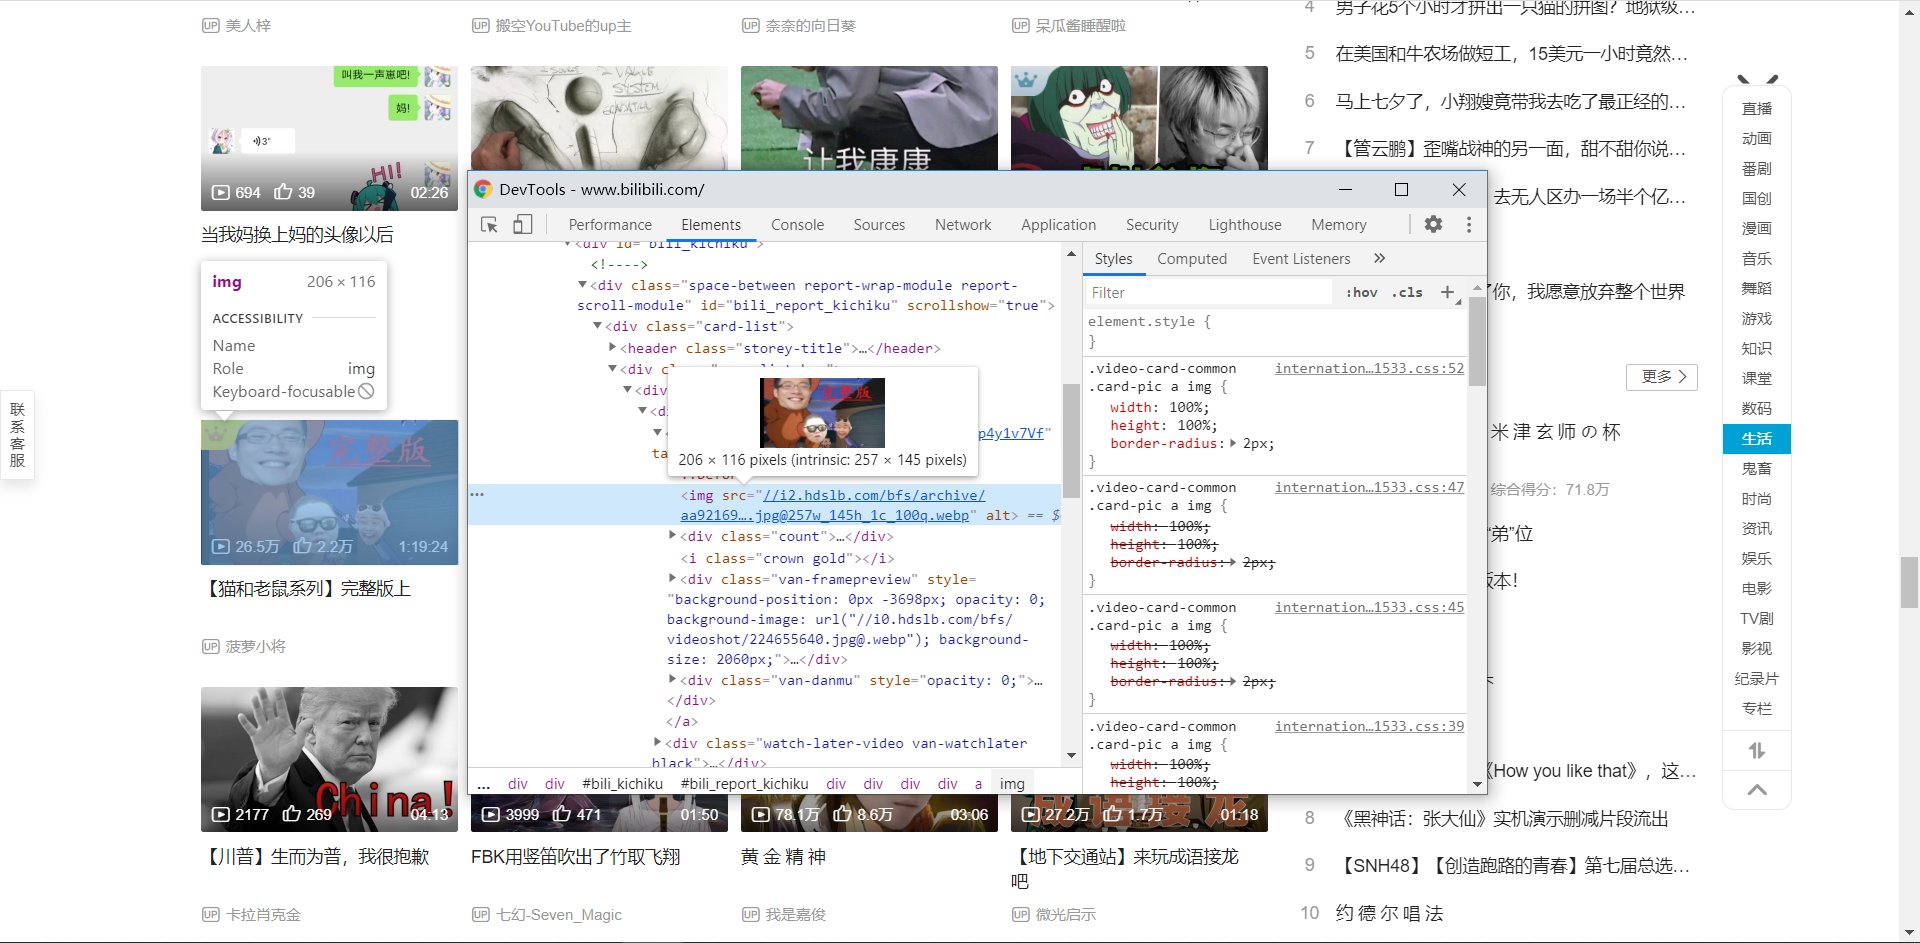 UP 美人梓
UP 搬空YouTube的up主
UP 奈奈的向日葵
UP 呆瓜酱睡醒啦
叫我一声崽吧!
妈!
3"
HI!
694 39 02:26
当我妈换上妈的头像以后
SYSTEM
让我康康
img 206 × 116
ACCESSIBILITY
Name
Role img
Keyboard-focusable
完整版
26.5万 2.2万 1:19:24
【猫和老鼠系列】完整版上
UP 菠萝小将
China!
2177 269 04:13
【川普】生而为普，我很抱歉
UP 卡拉肖克金
3999 471 01:50
FBK用竖笛吹出了竹取飞翔
UP 七幻-Seven_Magic
78.1万 8.6万 03:06
黄 金 精 神
UP 我是嘉俊
成语接龙
27.2万 1.7万 01:18
【地下交通站】来玩成语接龙
吧
UP 微光启示
联
系
客
服
DevTools - www.bilibili.com/
Performance Elements Console Sources Network Application Security Lighthouse Memory
<div id="bili_kichiku">
<!---->
<div class="space-between report-wrap-module report-
scroll-module" id="bili_report_kichiku" scrollshow="true">
<div class="card-list">
<header class="storey-title">…</header>
<div c
<div
<d
p4y1v7Vf"
ta
完整版
206 × 116 pixels (intrinsic: 257 × 145 pixels)
::before
<img src="//i2.hdslb.com/bfs/archive/
aa92169….jpg@257w_145h_1c_100q.webp" alt> == $
<div class="count">…</div>
<i class="crown gold"></i>
<div class="van-framepreview" style=
"background-position: 0px -3698px; opacity: 0;
background-image: url("//i0.hdslb.com/bfs/
videoshot/224655640.jpg@.webp"); background-
size: 2060px;">…</div>
<div class="van-danmu" style="opacity: 0;">…
</div>
</a>
<div class="watch-later-video van-watchlater
black">…</div>
... div div #bili_kichiku #bili_report_kichiku div div div div a img
Styles Computed Event Listeners »
Filter :hov .cls +
element.style {
}
.video-card-common internation…1533.css:52
.card-pic a img {
width: 100%;
height: 100%;
border-radius: 2px;
}
.video-card-common internation…1533.css:47
.card-pic a img {
width: 100%;
height: 100%;
border-radius: 2px;
}
.video-card-common internation…1533.css:45
.card-pic a img {
width: 100%;
height: 100%;
border-radius: 2px;
}
.video-card-common internation…1533.css:39
.card-pic a img {
width: 100%;
height: 100%;
4 男子花5个小时才拼出一只猫的拼图？地狱级…
5 在美国和牛农场做短工，15美元一小时竟然…
6 马上七夕了，小翔嫂竟带我去吃了最正经的…
7 【管云鹏】歪嘴战神的另一面，甜不甜你说…
去无人区办一场半个亿…
了你，我愿意放弃整个世界
更多
米 津 玄 师 の 杯
综合得分：71.8万
“弟”位
版本！
《How you like that》，这…
8 《黑神话：张大仙》实机演示删减片段流出
9 【SNH48】【创造跑路的青春】第七届总选…
10 约 德 尔 唱 法
直播
动画
番剧
国创
漫画
音乐
舞蹈
游戏
知识
课堂
数码
生活
鬼畜
时尚
资讯
娱乐
电影
TV剧
影视
纪录片
专栏